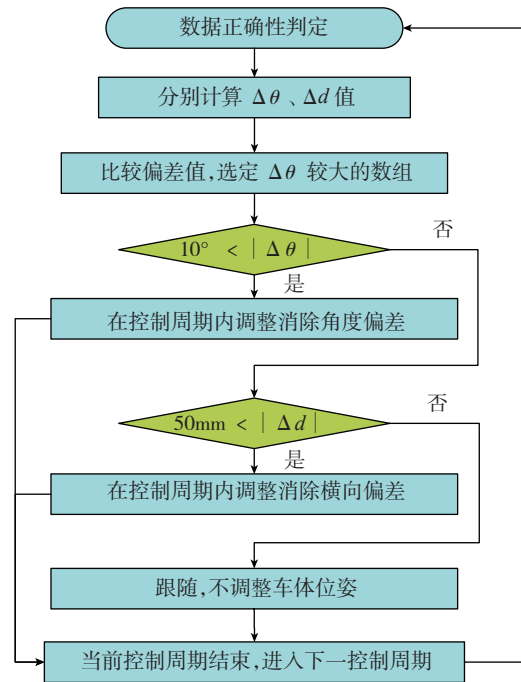 数据正确性判定
分别计算 Δθ、Δd 值
比较偏差值,选定 Δθ 较大的数组
10° < | Δθ |
否
是
在控制周期内调整消除角度偏差
50mm < | Δd |
否
是
在控制周期内调整消除横向偏差
跟随,不调整车体位姿
当前控制周期结束,进入下一控制周期